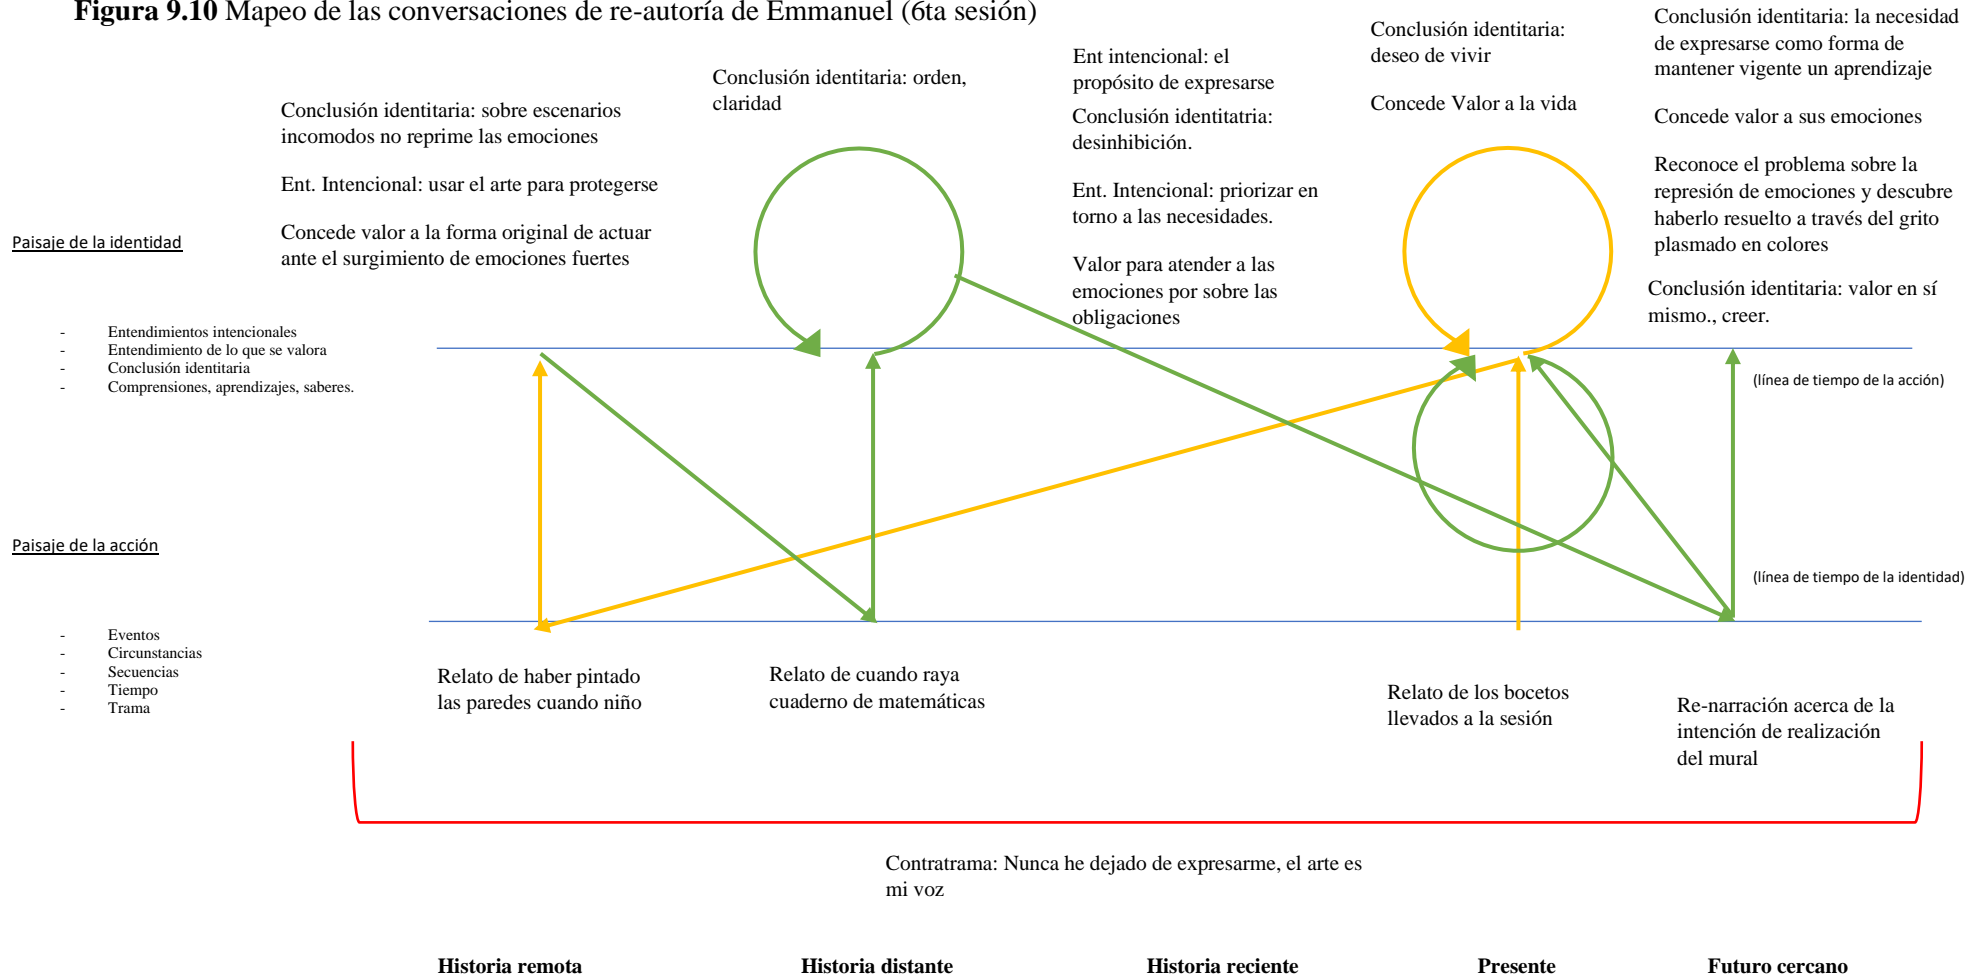 Figura 9.10 Mapeo de las conversaciones de re-autoría de Emmanuel (6ta sesión)
Conclusión identitaria: sobre escenarios
incomodos no reprime las emociones
Ent. Intencional: usar el arte para protegerse
Concede valor a la forma original de actuar
ante el surgimiento de emociones fuertes
Conclusión identitaria: orden,
claridad
Ent intencional: el
propósito de expresarse
Conclusión identitatria:
desinhibición.
Ent. Intencional: priorizar en
torno a las necesidades.
Valor para atender a las
emociones por sobre las
obligaciones
Conclusión identitaria:
deseo de vivir
Concede Valor a la vida
Conclusión identitaria: la necesidad
de expresarse como forma de
mantener vigente un aprendizaje
Concede valor a sus emociones
Reconoce el problema sobre la
represión de emociones y descubre
haberlo resuelto a través del grito
plasmado en colores
Conclusión identitaria: valor en sí
mismo., creer.
Paisaje de la identidad
- Entendimientos intencionales
- Entendimiento de lo que se valora
- Conclusión identitaria
- Comprensiones, aprendizajes, saberes.
(línea de tiempo de la acción)
Paisaje de la acción
(línea de tiempo de la identidad)
- Eventos
- Circunstancias
- Secuencias
- Tiempo
- Trama
Relato de haber pintado
las paredes cuando niño
Relato de cuando raya
cuaderno de matemáticas
Relato de los bocetos
llevados a la sesión
Re-narración acerca de la
intención de realización
del mural
Contratrama: Nunca he dejado de expresarme, el arte es
mi voz
Historia remota Historia distante Historia reciente Presente Futuro cercano